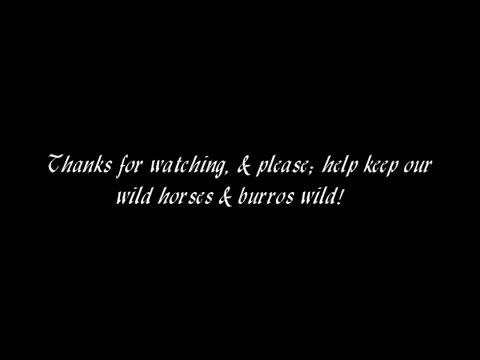 Thanks for watching, & please; help keep our
wild horses & burros wild!